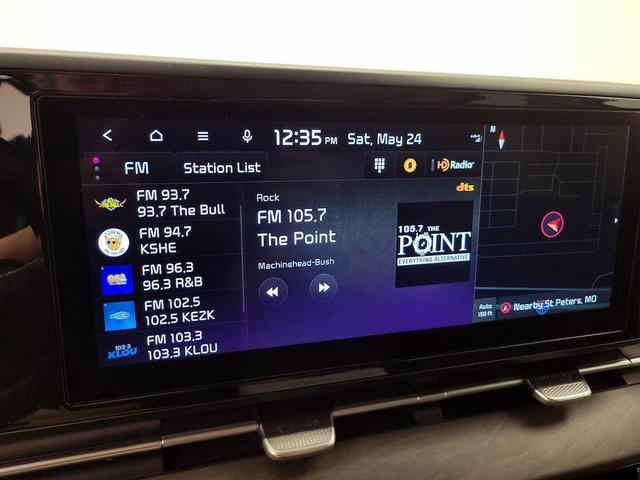 12:35 PM Sat, May 24
FM Station List HD Radio
dts
FM 93.7
93.7 The Bull
FM 94.7
KSHE
FM 96.3
96.3 R&B
FM 102.5
102.5 KEZK
103.3
KLOU
FM 103.3
103.3 KLOU
Rock
FM 105.7
The Point
Machinehead-Bush
105.7 THE
POINT
EVERYTHING ALTERNATIVE
N
Auto
150 ft
Nearby St Peters, MO